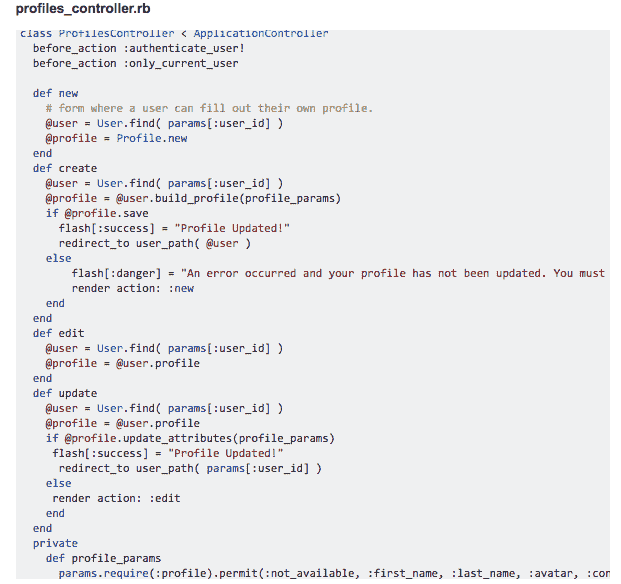 profiles_controller.rb
class ProfilesController < ApplicationController
  before_action :authenticate_user!
  before_action :only_current_user

  def new
    # form where a user can fill out their own profile.
    @user = User.find( params[:user_id] )
    @profile = Profile.new
  end
  def create
    @user = User.find( params[:user_id] )
    @profile = @user.build_profile(profile_params)
    if @profile.save
      flash[:success] = "Profile Updated!"
      redirect_to user_path( @user )
    else
        flash[:danger] = "An error occurred and your profile has not been updated. You must
        render action: :new
    end
  end
  def edit
    @user = User.find( params[:user_id] )
    @profile = @user.profile
  end
  def update
    @user = User.find( params[:user_id] )
    @profile = @user.profile
    if @profile.update_attributes(profile_params)
     flash[:success] = "Profile Updated!"
      redirect_to user_path( params[:user_id] )
    else
     render action: :edit
    end
  end
  private
    def profile_params
      params.require(:profile).permit(:not_available, :first_name, :last_name, :avatar, :con